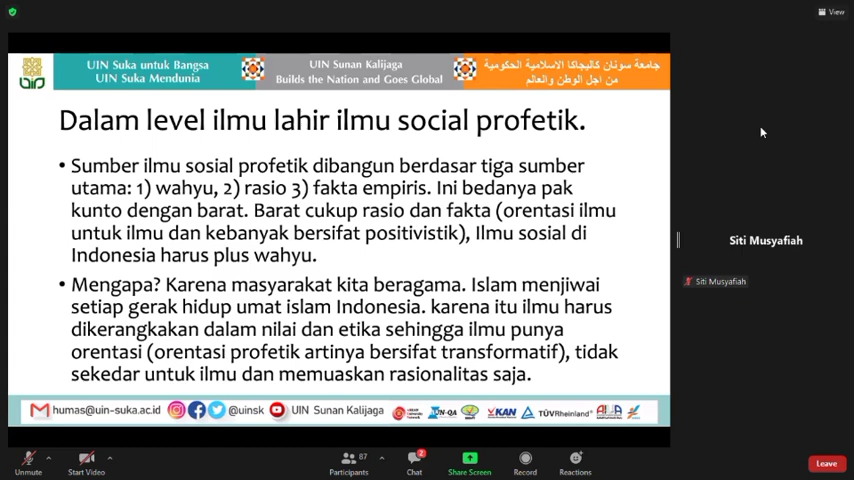 View
UIN Suka untuk Bangsa
UIN Suka Mendunia
UIN Sunan Kalijaga
Builds the Nation and Goes Global
جامعة سونان كاليجاكا الاسلامية الحكومية
من اجل الوطن والعالم
Dalam level ilmu lahir ilmu social profetik.
• Sumber ilmu sosial profetik dibangun berdasar tiga sumber
utama: 1) wahyu, 2) rasio 3) fakta empiris. Ini bedanya pak
kunto dengan barat. Barat cukup rasio dan fakta (orentasi ilmu
untuk ilmu dan kebanyak bersifat positivistik), Ilmu sosial di
Indonesia harus plus wahyu.
• Mengapa? Karena masyarakat kita beragama. Islam menjiwai
setiap gerak hidup umat islam Indonesia. karena itu ilmu harus
dikerangkakan dalam nilai dan etika sehingga ilmu punya
orentasi (orentasi profetik artinya bersifat transformatif), tidak
sekedar untuk ilmu dan memuaskan rasionalitas saja.
Siti Musyafiah
Siti Musyafiah
humas@uin-suka.ac.id
@uinsk
UIN Sunan Kalijaga
KAN
TÜVRheinland
Unmute
Start Video
Participants
87
Chat
2
Share Screen
Record
Reactions
Leave